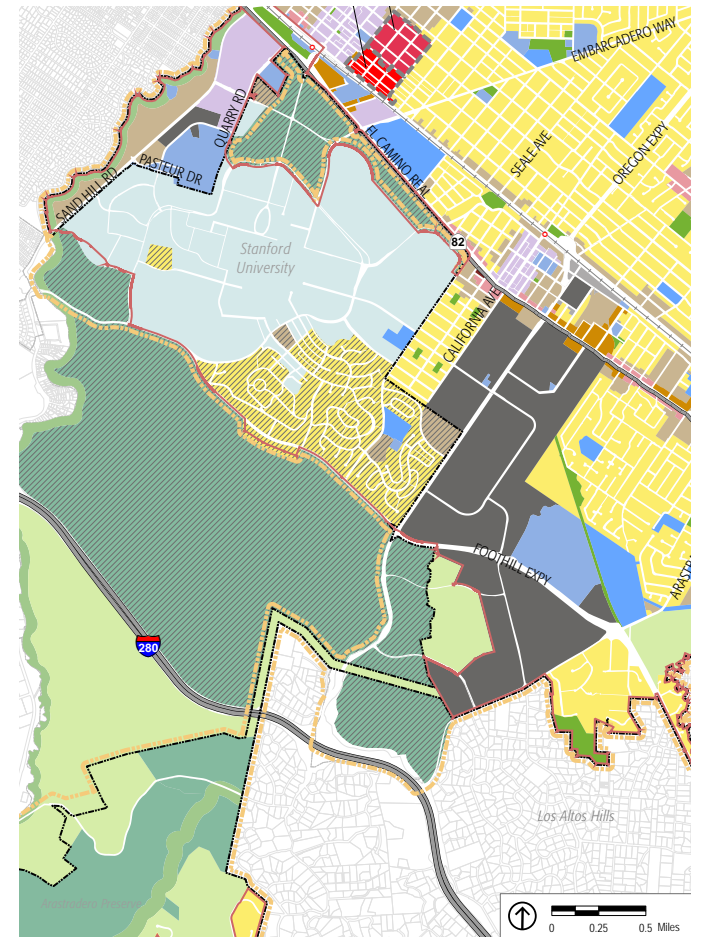 EMBARCADERO WAY
QUARRY RD
EL CAMINO REAL
SEALE AVE
OREGON EXPY
PASTEUR DR
SAND HILL RD
82
Stanford
University
CALIFORNIA AVE
FOOTHILL EXPY
ARASTR
280
Los Altos Hills
Arastradero Preserve
0 0.25 0.5 Miles